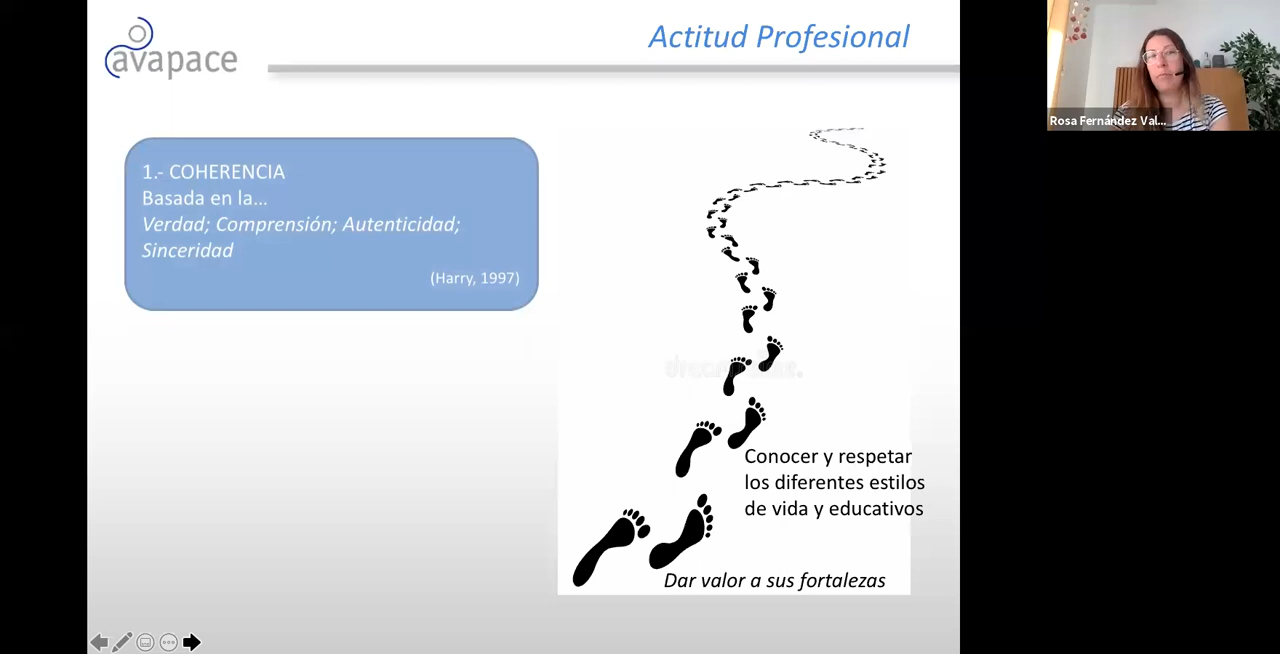 avapace
Actitud Profesional
Rosa Fernández Val...
1.- COHERENCIA
Basada en la...
Verdad; Comprensión; Autenticidad;
Sinceridad
(Harry, 1997)
Conocer y respetar
los diferentes estilos
de vida y educativos
Dar valor a sus fortalezas